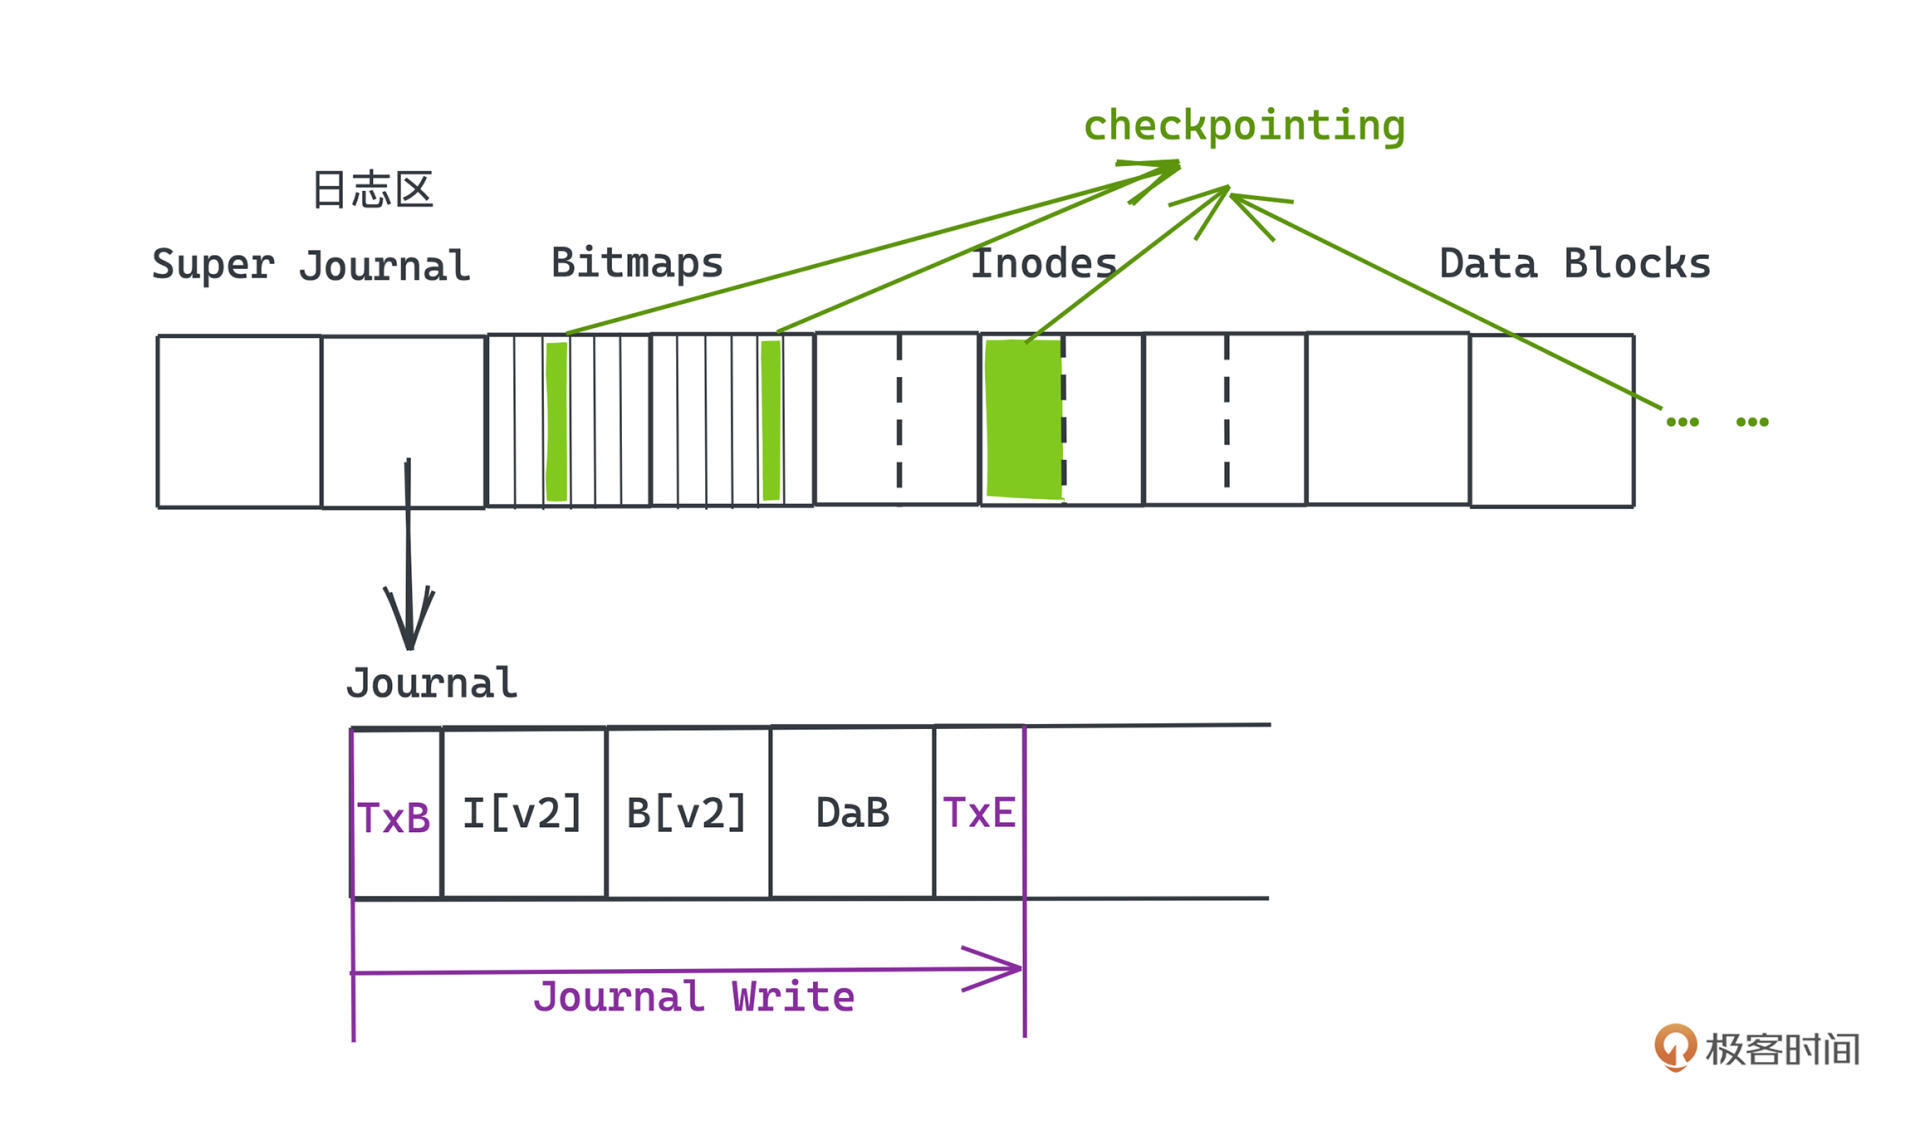 checkpointing
日志区
Super Journal Bitmaps Inodes Data Blocks
... ...
Journal
TxB I[v2] B[v2] DaB TxE
Journal Write
极客时间